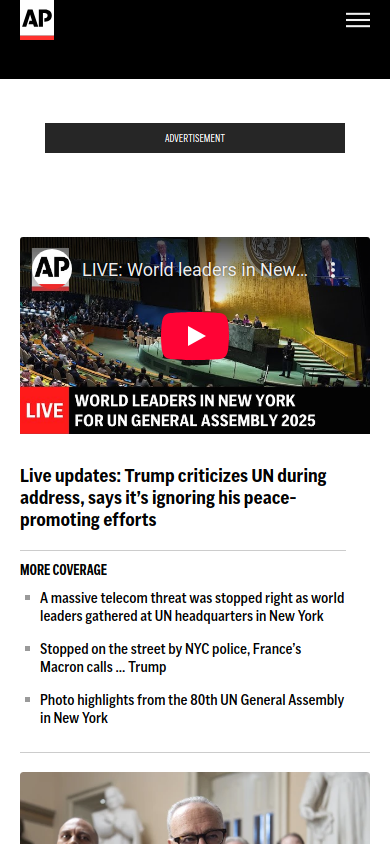 AP
ADVERTISEMENT
AP
LIVE: World leaders in New...
LIVE
WORLD LEADERS IN NEW YORK
FOR UN GENERAL ASSEMBLY 2025
Live updates: Trump criticizes UN during
address, says it’s ignoring his peace-
promoting efforts
MORE COVERAGE
A massive telecom threat was stopped right as world
leaders gathered at UN headquarters in New York
Stopped on the street by NYC police, France’s
Macron calls ... Trump
Photo highlights from the 80th UN General Assembly
in New York